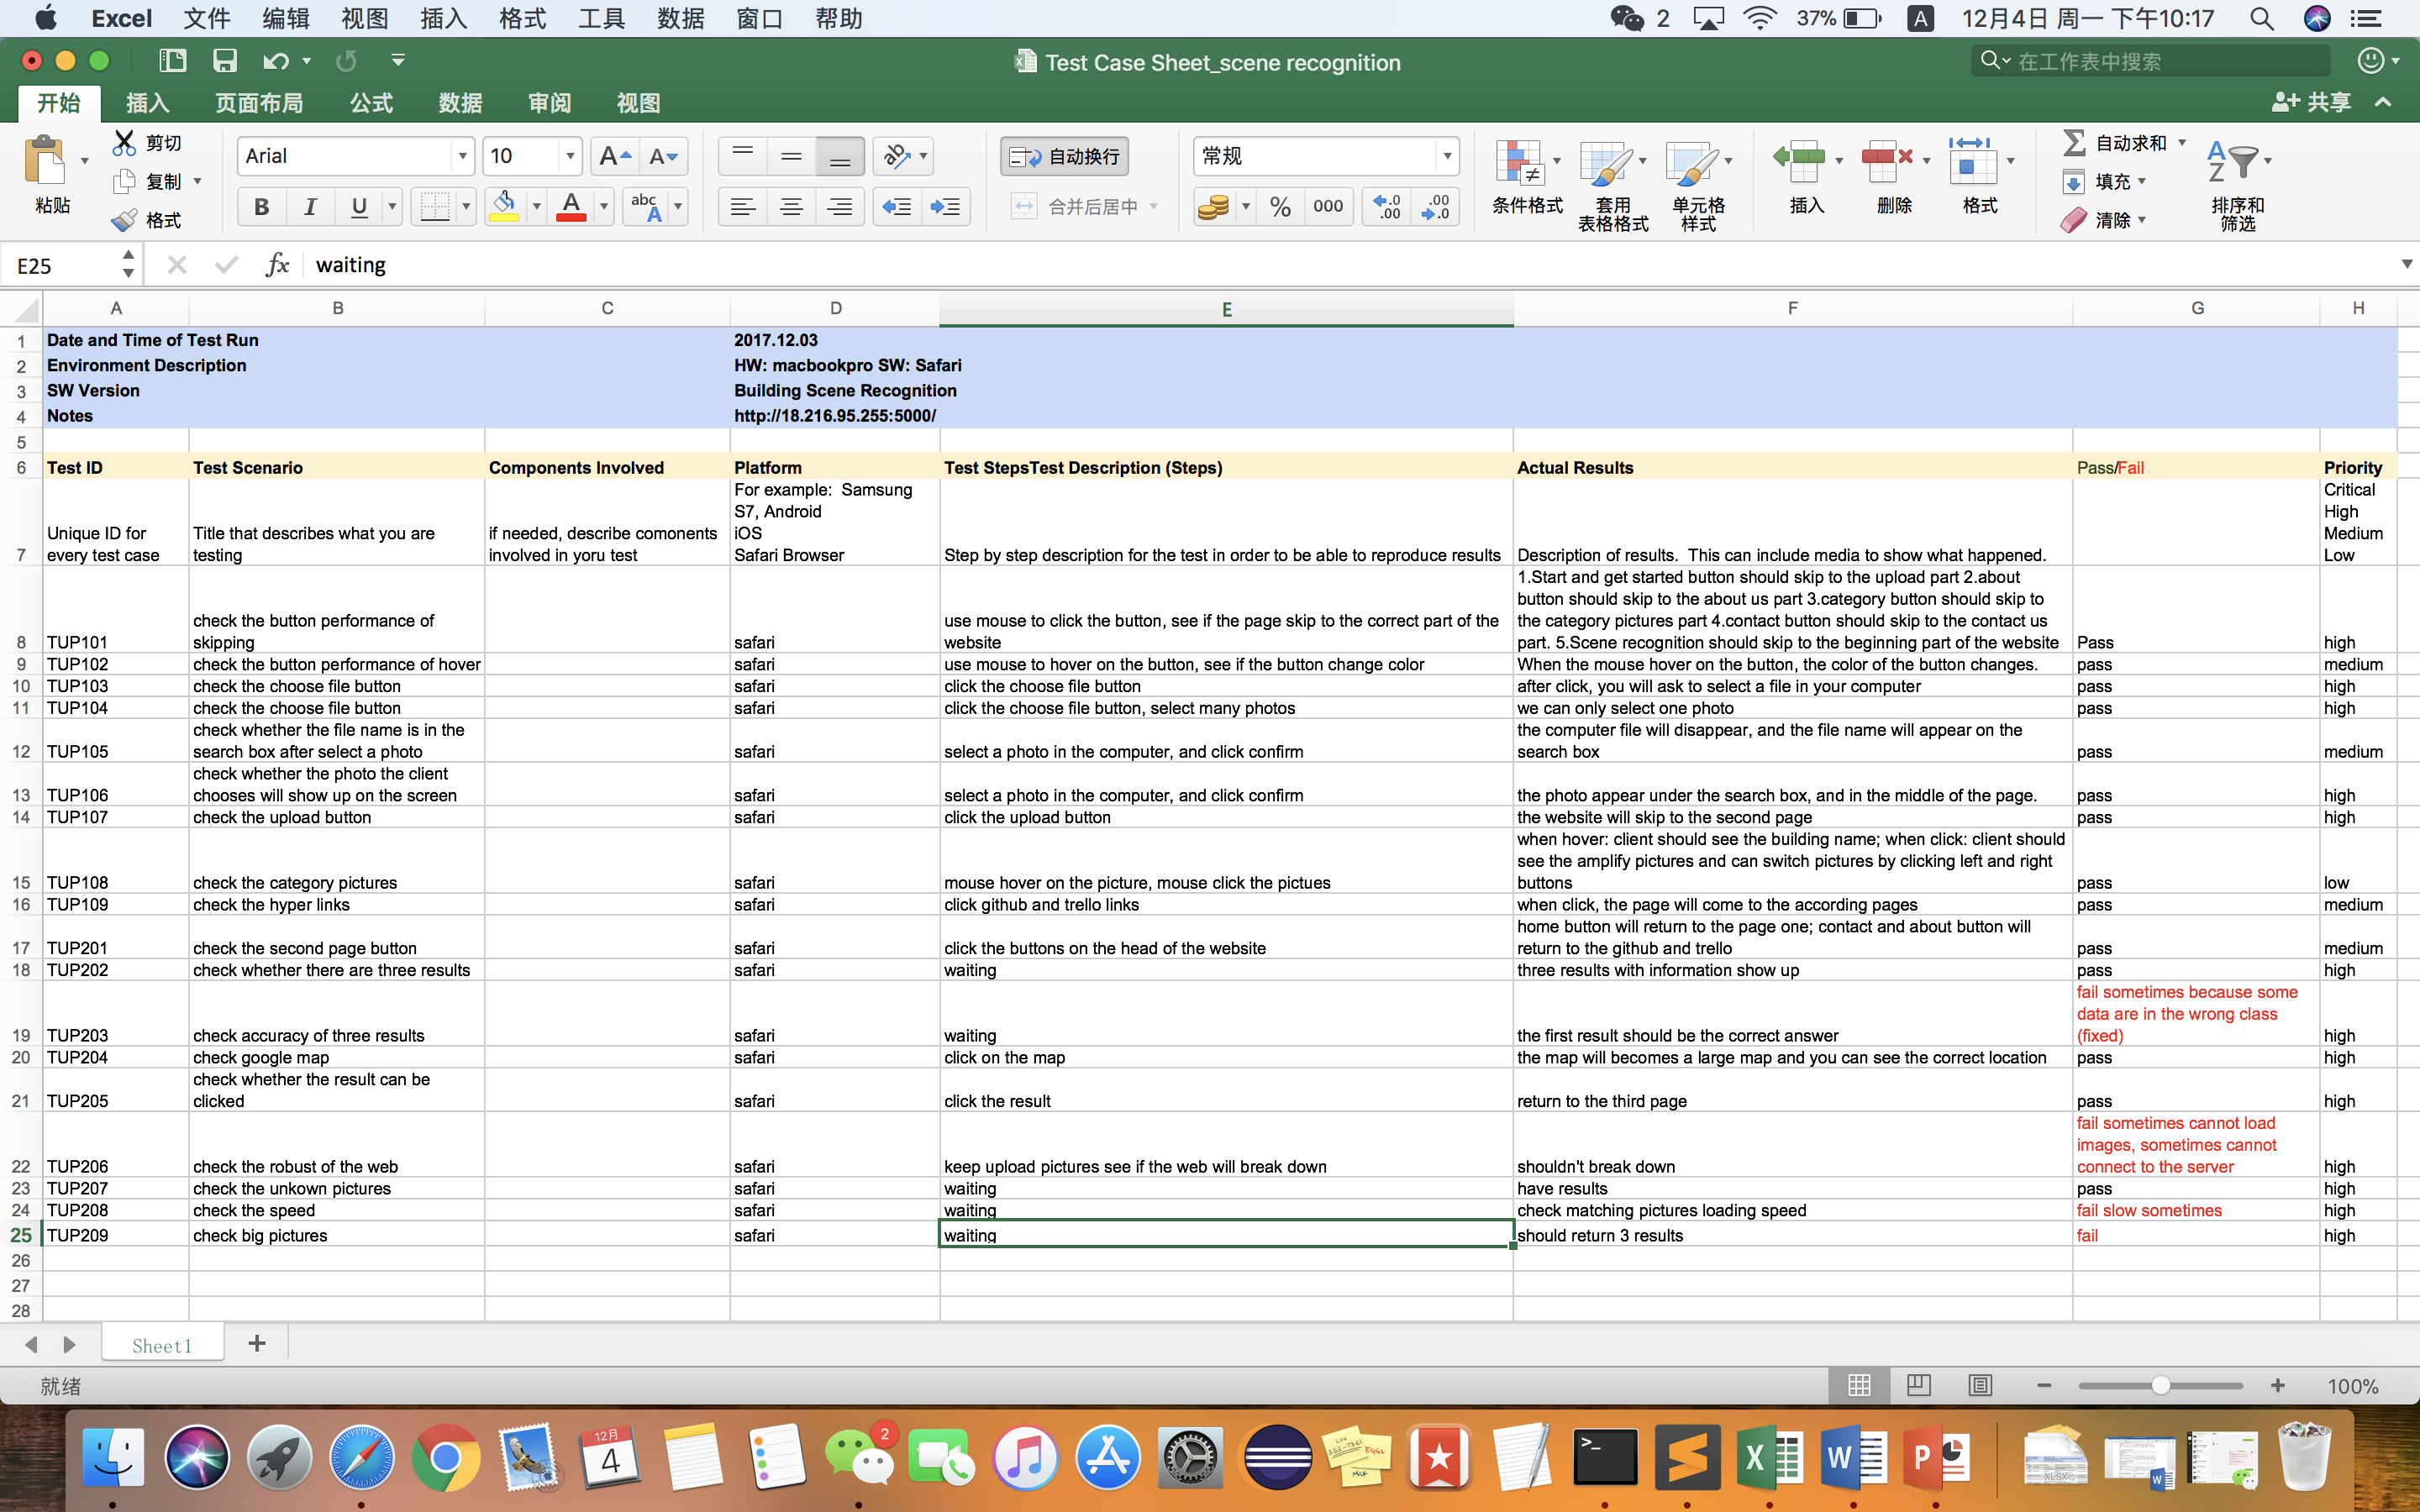 Excel 文件 编辑 视图 插入 格式 工具 数据 窗口 帮助 2 37% A 12月4日 周一 下午10:17
Test Case Sheet_scene recognition 在工作表中搜索
开始 插入 页面布局 公式 数据 审阅 视图 共享
粘贴 剪切 复制 格式
Arial 10 A A
B I U A abc A
ab 自动换行
合并后居中
常规
% 000 .0 .00 .00 .0
条件格式 套用 表格格式 单元格 样式 插入 删除 格式
自动求和 填充 清除 排序和 筛选
E25 fx waiting
A B C D E F G H
1 Date and Time of Test Run 2017.12.03
2 Environment Description HW: macbookpro SW: Safari
3 SW Version Building Scene Recognition
4 Notes http://18.216.95.255:5000/
5
6 Test ID Test Scenario Components Involved Platform Test StepsTest Description (Steps) Actual Results Pass/Fail Priority
7 Unique ID for every test case Title that describes what you are testing if needed, describe comonents involved in yoru test For example:  Samsung S7, Android iOS Safari Browser Step by step description for the test in order to be able to reproduce results Description of results.  This can include media to show what happened. Critical High Medium Low
8 TUP101 check the button performance of skipping safari use mouse to click the button, see if the page skip to the correct part of the website 1.Start and get started button should skip to the upload part 2.about button should skip to the about us part 3.category button should skip to the category pictures part 4.contact button should skip to the contact us part. 5.Scene recognition should skip to the beginning part of the website Pass high
9 TUP102 check the button performance of hover safari use mouse to hover on the button, see if the button change color When the mouse hover on the button, the color of the button changes. pass medium
10 TUP103 check the choose file button safari click the choose file button after click, you will ask to select a file in your computer pass high
11 TUP104 check the choose file button safari click the choose file button, select many photos we can only select one photo pass high
12 TUP105 check whether the file name is in the search box after select a photo safari select a photo in the computer, and click confirm the computer file will disappear, and the file name will appear on the search box pass medium
13 TUP106 check whether the photo the client chooses will show up on the screen safari select a photo in the computer, and click confirm the photo appear under the search box, and in the middle of the page. pass high
14 TUP107 check the upload button safari click the upload button the website will skip to the second page pass high
15 TUP108 check the category pictures safari mouse hover on the picture, mouse click the pictues when hover: client should see the building name; when click: client should see the amplify pictures and can switch pictures by clicking left and right buttons pass low
16 TUP109 check the hyper links safari click github and trello links when click, the page will come to the according pages pass medium
17 TUP201 check the second page button safari click the buttons on the head of the website home button will return to the page one; contact and about button will return to the github and trello pass medium
18 TUP202 check whether there are three results safari waiting three results with information show up pass high
19 TUP203 check accuracy of three results safari waiting the first result should be the correct answer fail sometimes because some data are in the wrong class (fixed) high
20 TUP204 check google map safari click on the map the map will becomes a large map and you can see the correct location pass high
21 TUP205 check whether the result can be clicked safari click the result return to the third page pass high
22 TUP206 check the robust of the web safari keep upload pictures see if the web will break down shouldn't break down fail sometimes cannot load images, sometimes cannot connect to the server high
23 TUP207 check the unkown pictures safari waiting have results pass high
24 TUP208 check the speed safari waiting check matching pictures loading speed fail slow sometimes high
25 TUP209 check big pictures safari waiting should return 3 results fail high
26
27
28
Sheet1
就绪 100%
12月 4 2 EGGS MILK XLSX